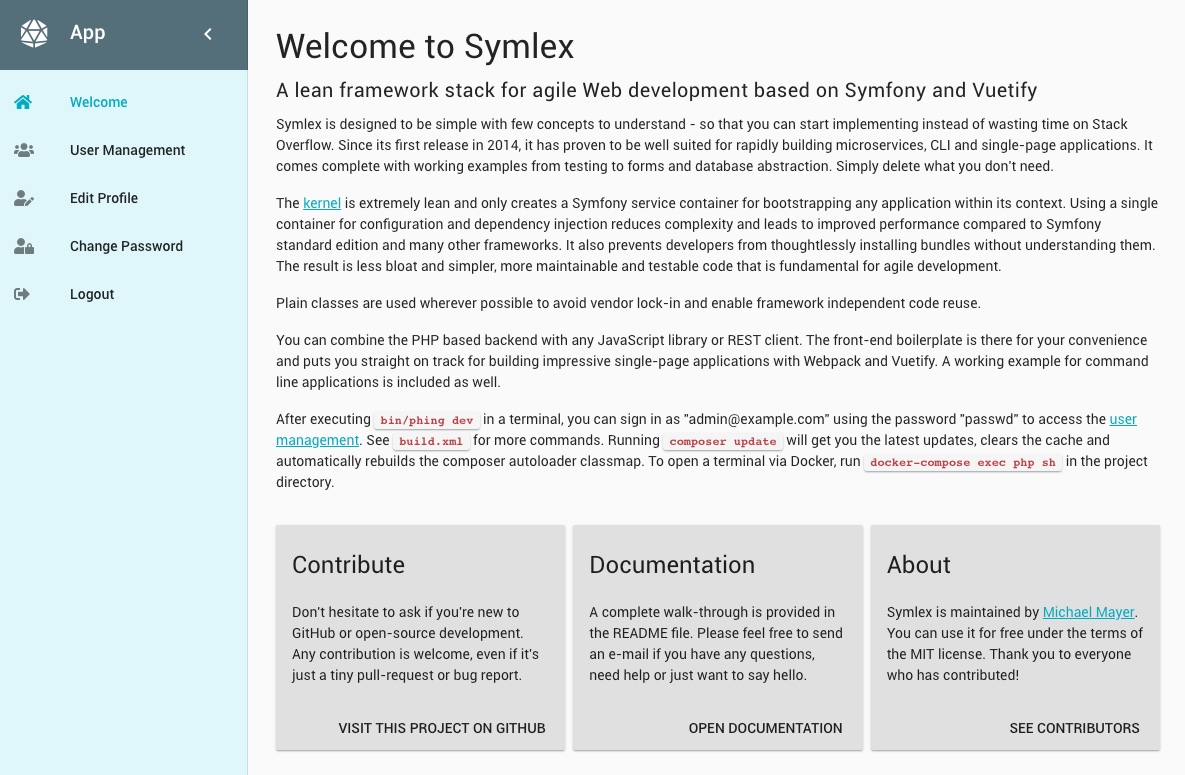 App
Welcome
User Management
Edit Profile
Change Password
Logout
Welcome to Symlex
A lean framework stack for agile Web development based on Symfony and Vuetify
Symlex is designed to be simple with few concepts to understand - so that you can start implementing instead of wasting time on Stack
Overflow. Since its first release in 2014, it has proven to be well suited for rapidly building microservices, CLI and single-page applications. It
comes complete with working examples from testing to forms and database abstraction. Simply delete what you don't need.
The kernel is extremely lean and only creates a Symfony service container for bootstrapping any application within its context. Using a single
container for configuration and dependency injection reduces complexity and leads to improved performance compared to Symfony
standard edition and many other frameworks. It also prevents developers from thoughtlessly installing bundles without understanding them.
The result is less bloat and simpler, more maintainable and testable code that is fundamental for agile development.
Plain classes are used wherever possible to avoid vendor lock-in and enable framework independent code reuse.
You can combine the PHP based backend with any JavaScript library or REST client. The front-end boilerplate is there for your convenience
and puts you straight on track for building impressive single-page applications with Webpack and Vuetify. A working example for command
line applications is included as well.
After executing bin/phing dev in a terminal, you can sign in as "admin@example.com" using the password "passwd" to access the user
management. See build.xml for more commands. Running composer update will get you the latest updates, clears the cache and
automatically rebuilds the composer autoloader classmap. To open a terminal via Docker, run docker-compose exec php sh in the project
directory.
Contribute
Don't hesitate to ask if you're new to
GitHub or open-source development.
Any contribution is welcome, even if it's
just a tiny pull-request or bug report.
VISIT THIS PROJECT ON GITHUB
Documentation
A complete walk-through is provided in
the README file. Please feel free to send
an e-mail if you have any questions,
need help or just want to say hello.
OPEN DOCUMENTATION
About
Symlex is maintained by Michael Mayer.
You can use it for free under the terms of
the MIT license. Thank you to everyone
who has contributed!
SEE CONTRIBUTORS